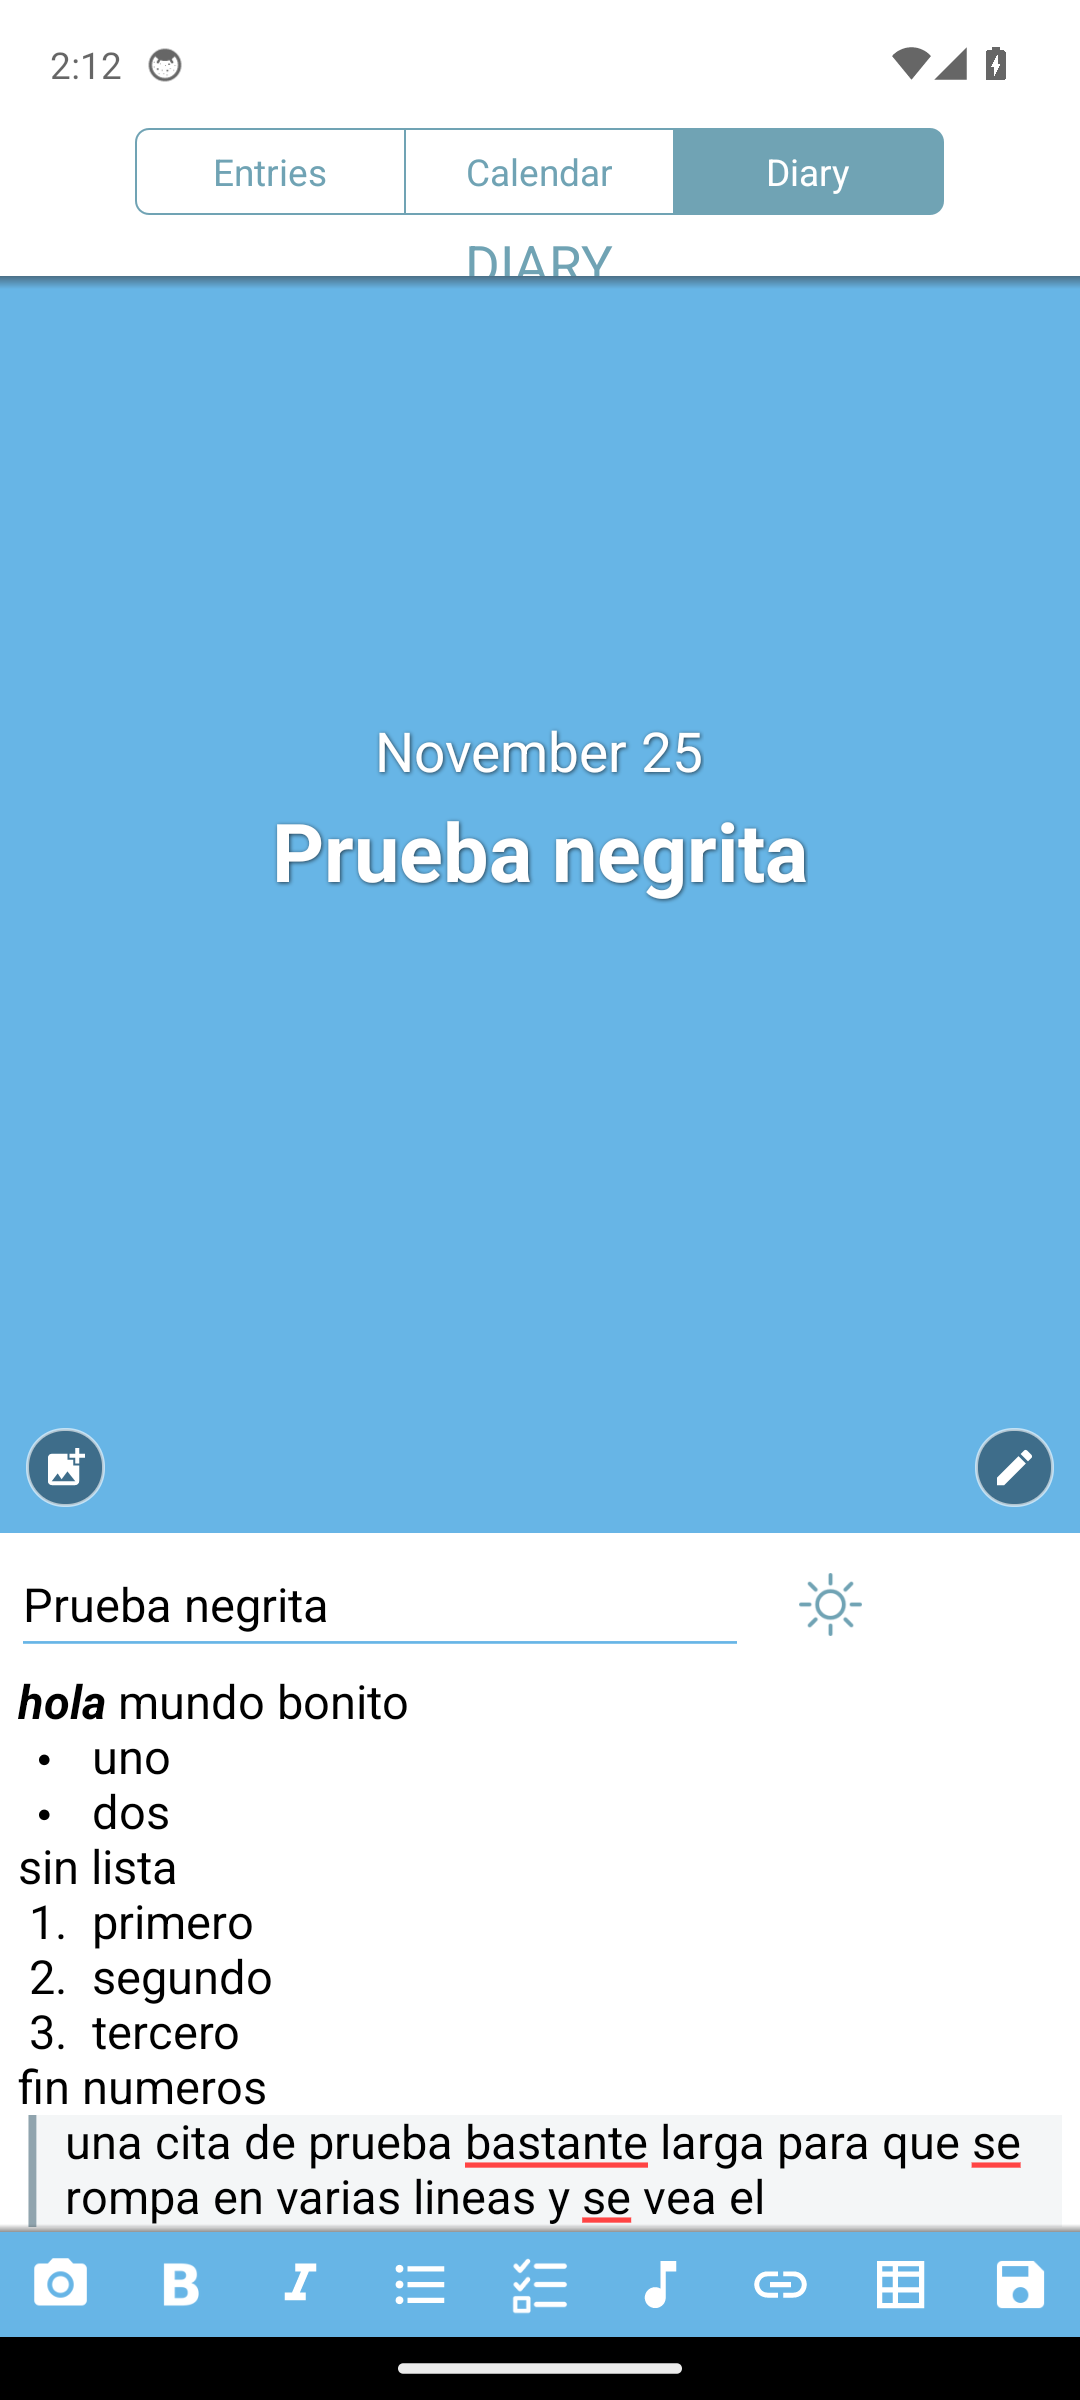 2:12
Entries
Calendar
Diary
DIARY
November 25
Prueba negrita
Prueba negrita
hola mundo bonito
• uno
• dos
sin lista
1. primero
2. segundo
3. tercero
fin numeros
una cita de prueba bastante larga para que se
rompa en varias lineas y se vea el
B
I